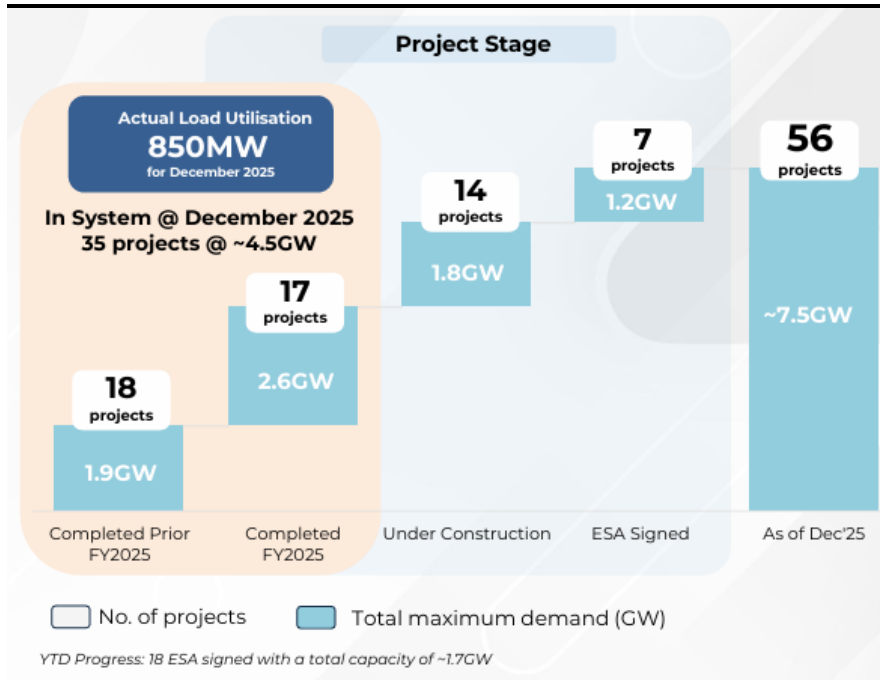 Project Stage
Actual Load Utilisation
850MW
for December 2025
In System @ December 2025
35 projects @ ~4.5GW
18
projects
1.9GW
17
projects
2.6GW
14
projects
1.8GW
7
projects
1.2GW
56
projects
~7.5GW
Completed Prior
FY2025
Completed
FY2025
Under Construction
ESA Signed
As of Dec'25
No. of projects
Total maximum demand (GW)
YTD Progress: 18 ESA signed with a total capacity of ~1.7GW